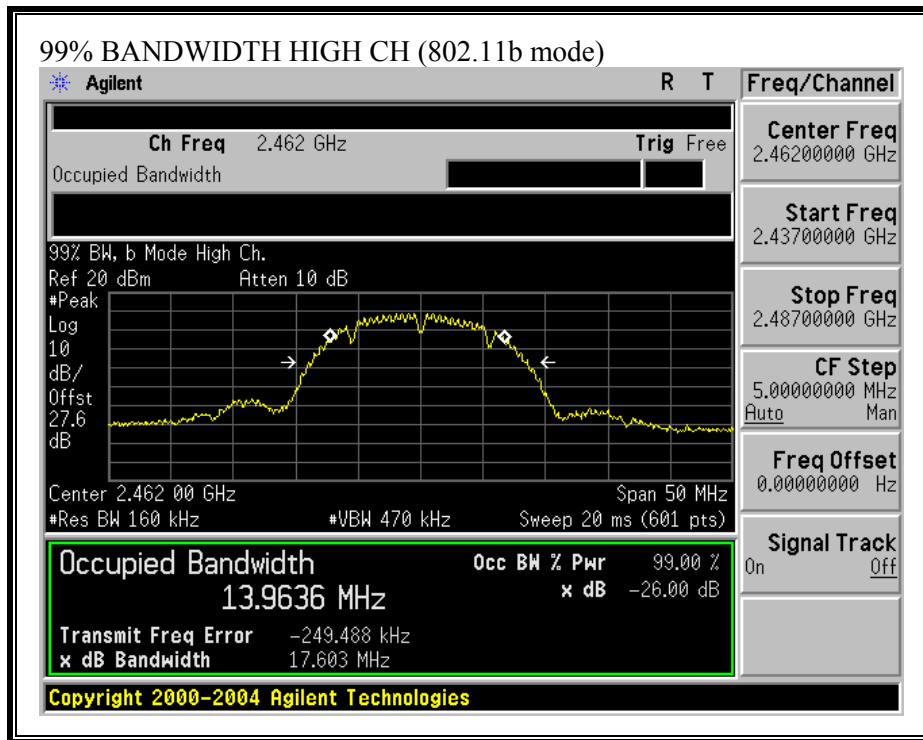 99% BANDWIDTH HIGH CH (802.11b mode)
Agilent R T
Ch Freq 2.462 GHz Trig Free
Occupied Bandwidth
99% BW, b Mode High Ch.
Ref 20 dBm Atten 10 dB
#Peak
Log
10
dB/
Offst
27.6
dB
Center 2.462 00 GHz Span 50 MHz
#Res BW 160 kHz #VBW 470 kHz Sweep 20 ms (601 pts)
Occupied Bandwidth Occ BW % Pwr 99.00 %
13.9636 MHz x dB -26.00 dB
Transmit Freq Error -249.488 kHz
x dB Bandwidth 17.603 MHz
Copyright 2000-2004 Agilent Technologies
Freq/Channel
Center Freq
2.46200000 GHz
Start Freq
2.43700000 GHz
Stop Freq
2.48700000 GHz
CF Step
5.00000000 MHz
Auto Man
Freq Offset
0.00000000 Hz
Signal Track
On Off